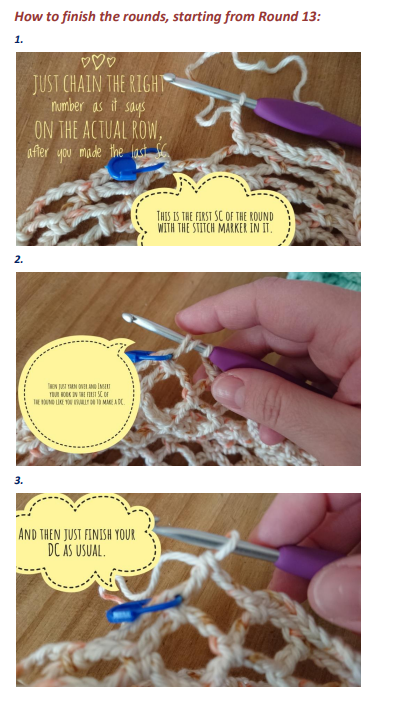 How to finish the rounds, starting from Round 13:
1.
JUST CHAIN THE RIGHT
number as it says
ON THE ACTUAL ROW,
after you made the last SC
THIS IS THE FIRST SC OF THE ROUND
WITH THE STITCH MARKER IN IT.
2.
THEN JUST YARN OVER AND INSERT
YOUR HOOK IN THE FIRST SC OF
THE ROUND LIKE YOU USUALLY DO TO MAKE A DC.
3.
AND THEN JUST FINISH YOUR
DC AS USUAL.